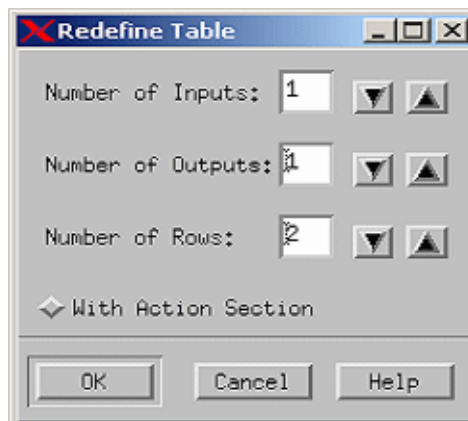 Redefine Table
Number of Inputs: 1
Number of Outputs: 1
Number of Rows: 2
With Action Section
OK Cancel Help